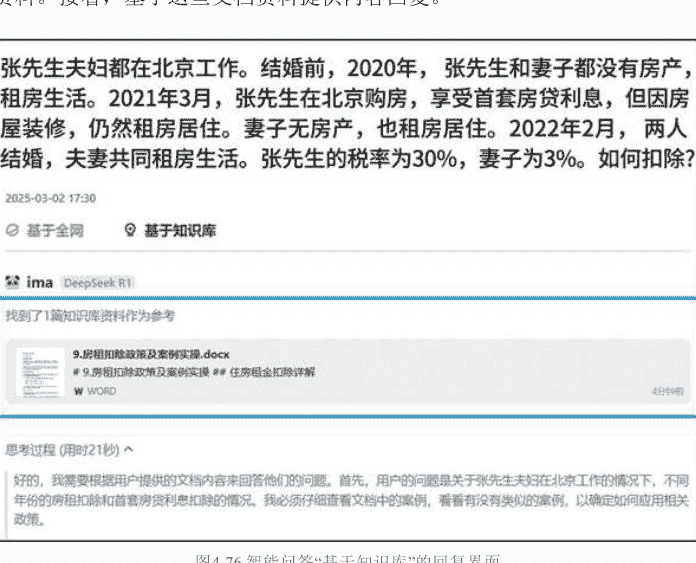 资料。接着，基于这些文档资料提供内容回复。
张先生夫妇都在北京工作。结婚前，2020年， 张先生和妻子都没有房产，
租房生活。2021年3月，张先生在北京购房，享受首套房贷利息，但因房
屋装修，仍然租房居住。妻子无房产，也租房居住。2022年2月， 两人
结婚，夫妻共同租房生活。张先生的税率为30%，妻子为3%。如何扣除?
2025-03-02 17:30
基于全网 基于知识库
ima DeepSeek R1
找到了1篇知识库资料作为参考
9.房租扣除政策及案例实操.docx
# 9.房租扣除政策及案例实操 ## 住房租金扣除详解
W WORD 4分钟前
思考过程 (用时21秒)
好的，我需要根据用户提供的文档内容来回答他们的问题。首先，用户的问题是关于张先生夫妇在北京工作的情况下，不同
年份的房租扣除和首套房贷利息扣除的情况。我必须仔细查看文档中的案例，看看有没有类似的案例，以确定如何应用相关
政策。
图4.76 智能问答“基于知识库”的回复界面